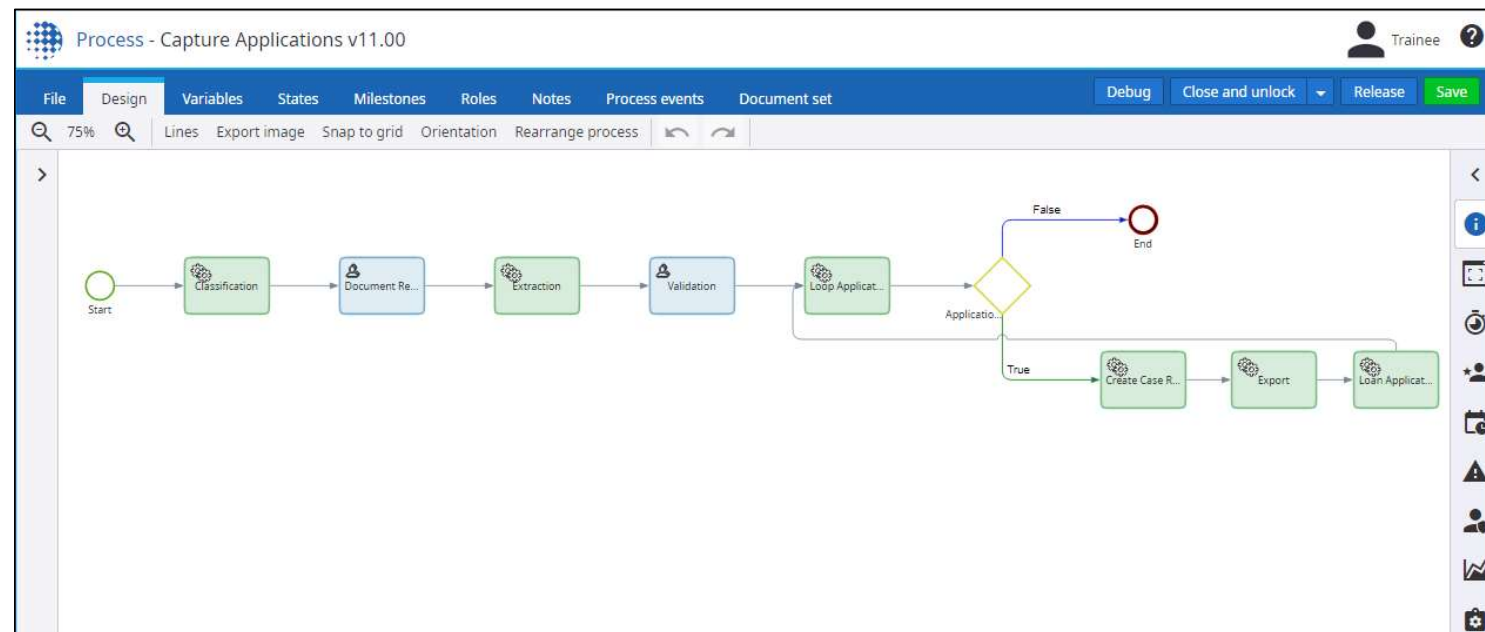 Process - Capture Applications v11.00
Trainee
File Design Variables States Milestones Roles Notes Process events Document set
Debug Close and unlock Release Save
75% Lines Export image Snap to grid Orientation Rearrange process
False
End
Start
Classification
Document Re...
Extraction
Validation
Loop Applicat...
Applicatio...
True
Create Case R...
Export
Loan Applicat...